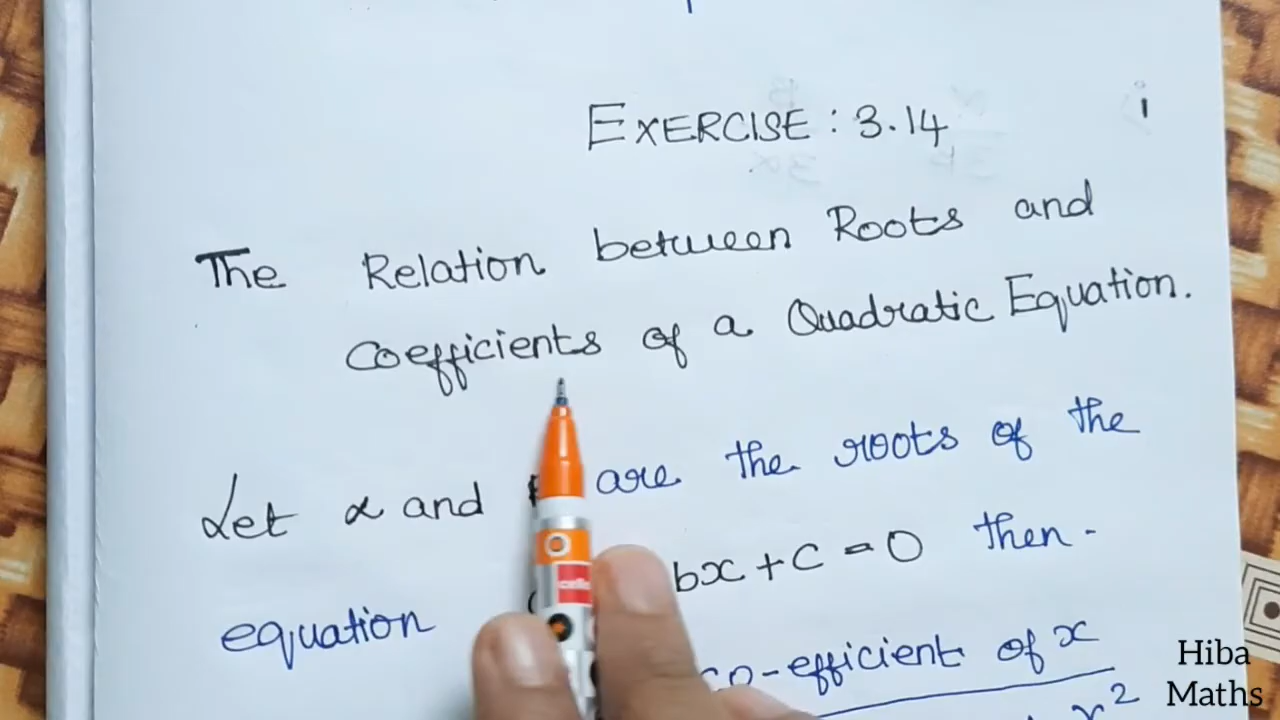 EXERCISE : 3.14
The Relation between Roots and
Coefficients of a Quadratic Equation.
Let α and are the roots of the
equation bx + c = 0 then -
co-efficient of x
x²
Hiba
Maths